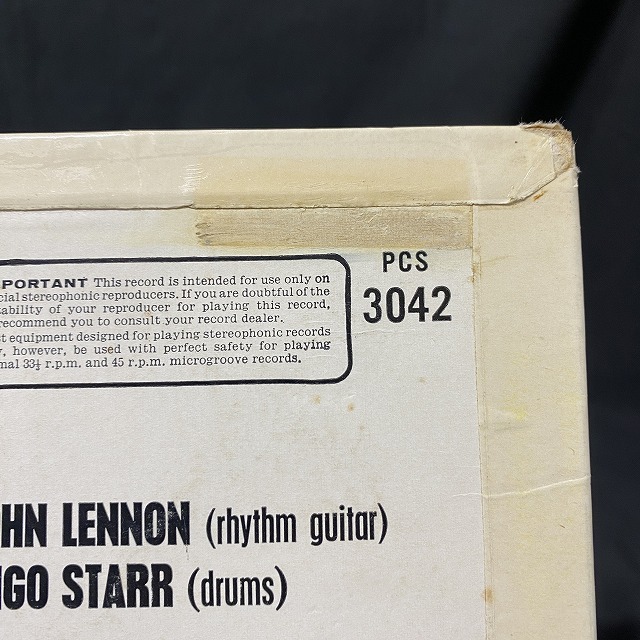 PORTANT This record is intended for use only on
cial stereophonic reproducers. If you are doubtful of the
tability of your reproducer for playing this record,
recommend you to consult your record dealer.
st equipment designed for playing stereophonic records
y, however, be used with perfect safety for playing
mal 33⅓ r.p.m. and 45 r.p.m. microgroove records.
PCS
3042
HN LENNON (rhythm guitar)
NGO STARR (drums)